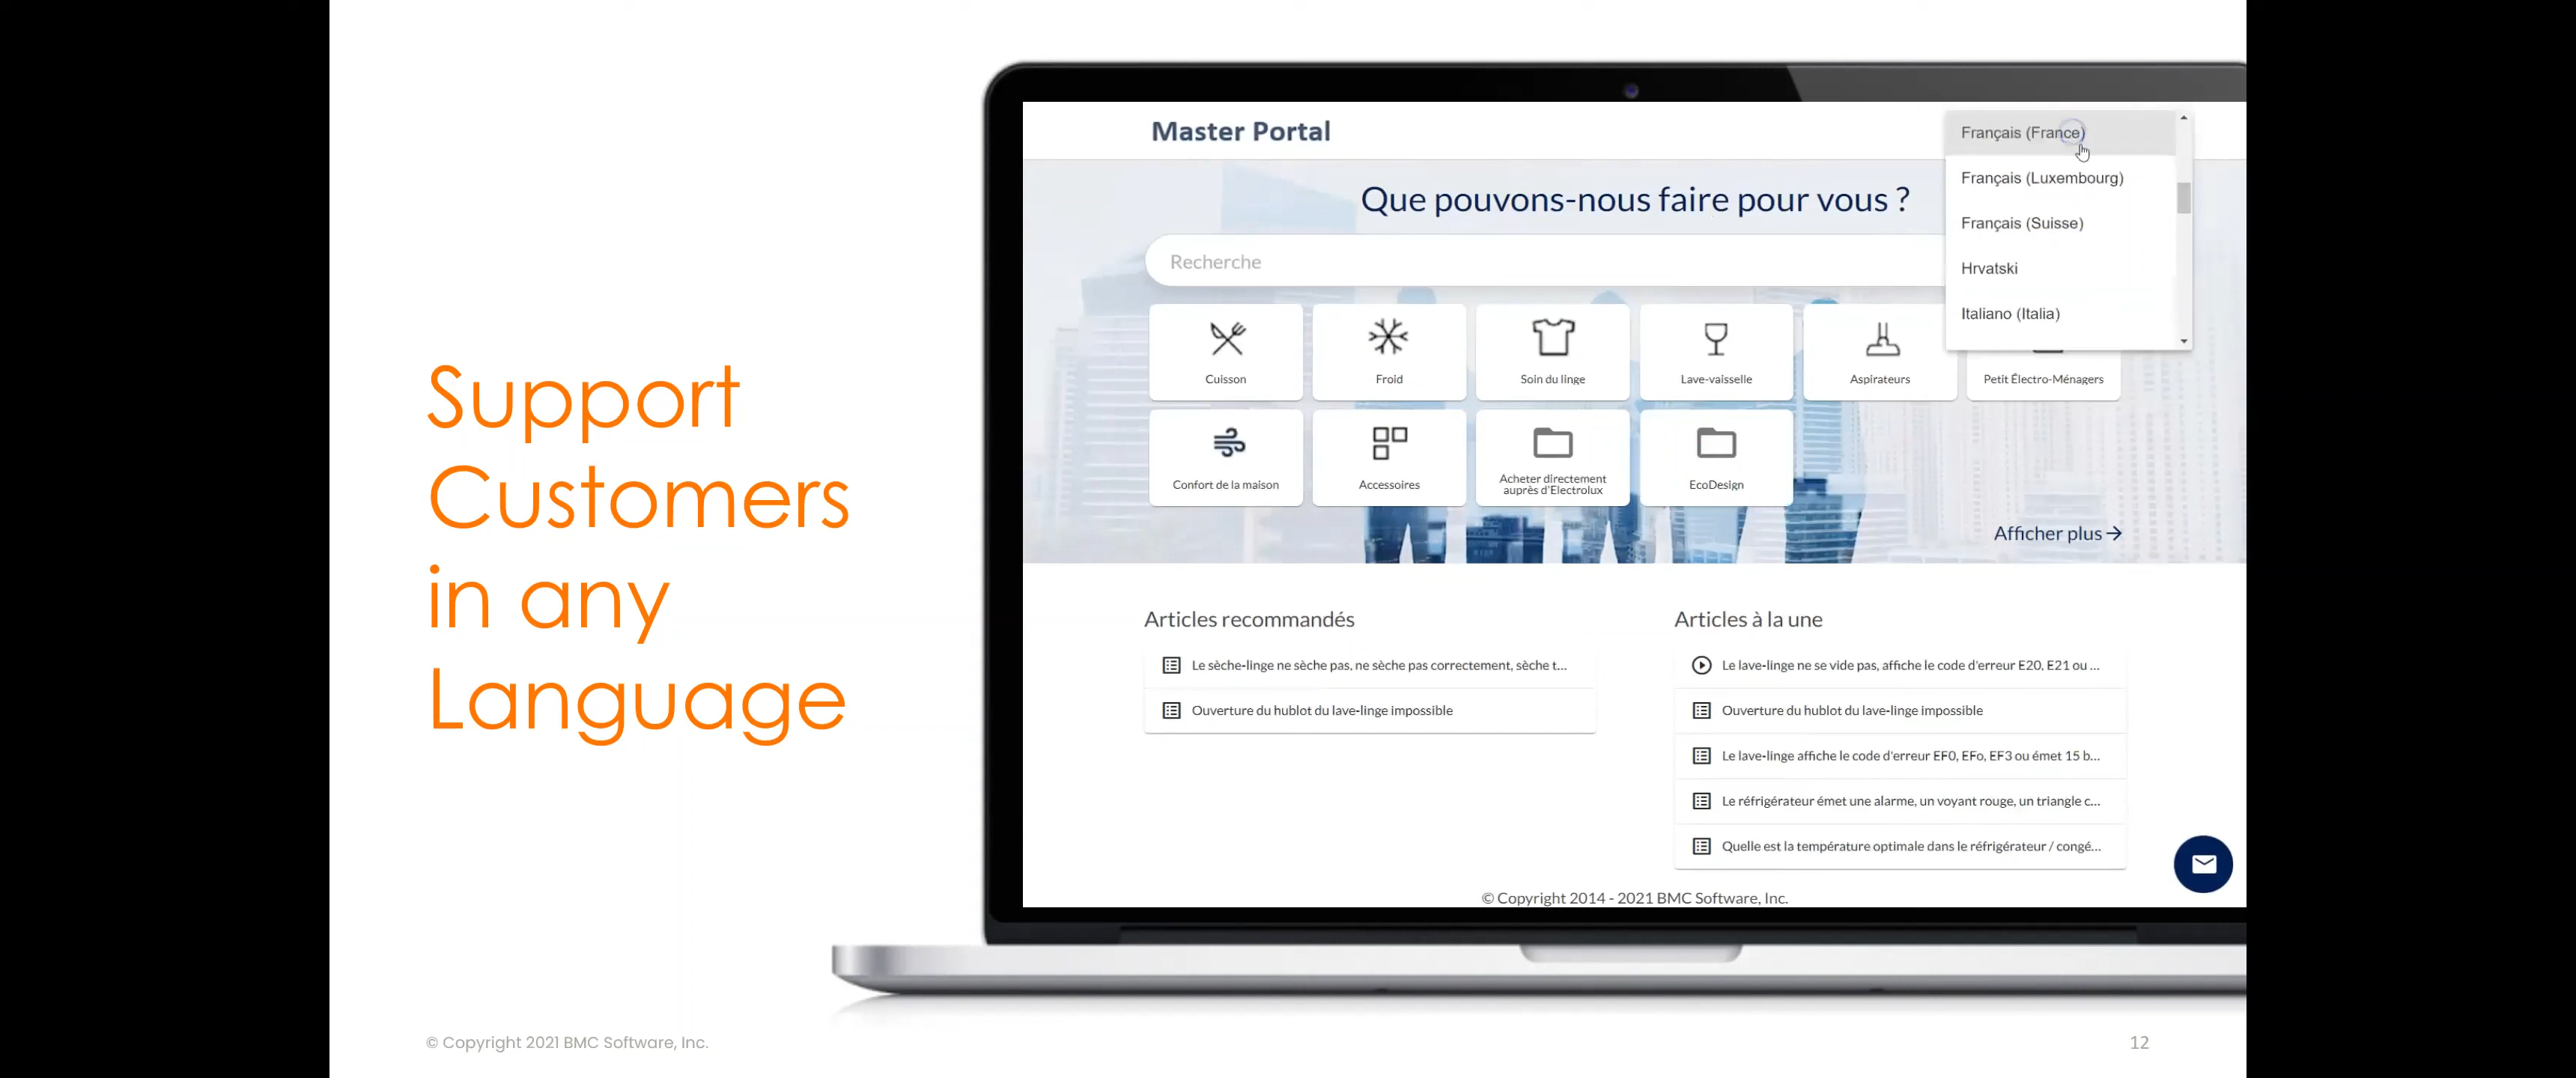 Support
Customers
in any
Language
Master Portal
Français (France)
Français (Luxembourg)
Français (Suisse)
Hrvatski
Italiano (Italia)
Que pouvons-nous faire pour vous ?
Recherche
Cuisson
Froid
Soin du linge
Lave-vaisselle
Aspirateurs
Petit Électro-Ménagers
Confort de la maison
Accessoires
Acheter directement
auprès d'Electrolux
EcoDesign
Afficher plus
Articles recommandés
Le sèche-linge ne sèche pas, ne sèche pas correctement, sèche t...
Ouverture du hublot du lave-linge impossible
Articles à la une
Le lave-linge ne se vide pas, affiche le code d'erreur E20, E21 ou ...
Ouverture du hublot du lave-linge impossible
Le lave-linge affiche le code d'erreur EF0, EFo, EF3 ou émet 15 b...
Le réfrigérateur émet une alarme, un voyant rouge, un triangle c...
Quelle est la température optimale dans le réfrigérateur / congé...
© Copyright 2014 - 2021 BMC Software, Inc.
© Copyright 2021 BMC Software, Inc.
12